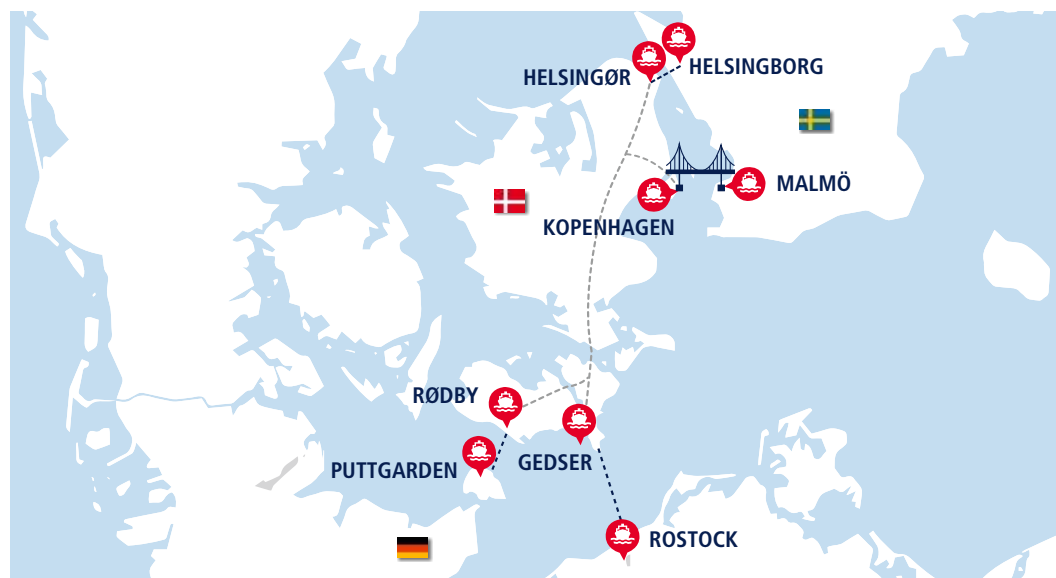 HELSINGBORG
HELSINGØR
MALMÖ
KOPENHAGEN
RØDBY
GEDSER
PUTTGARDEN
ROSTOCK